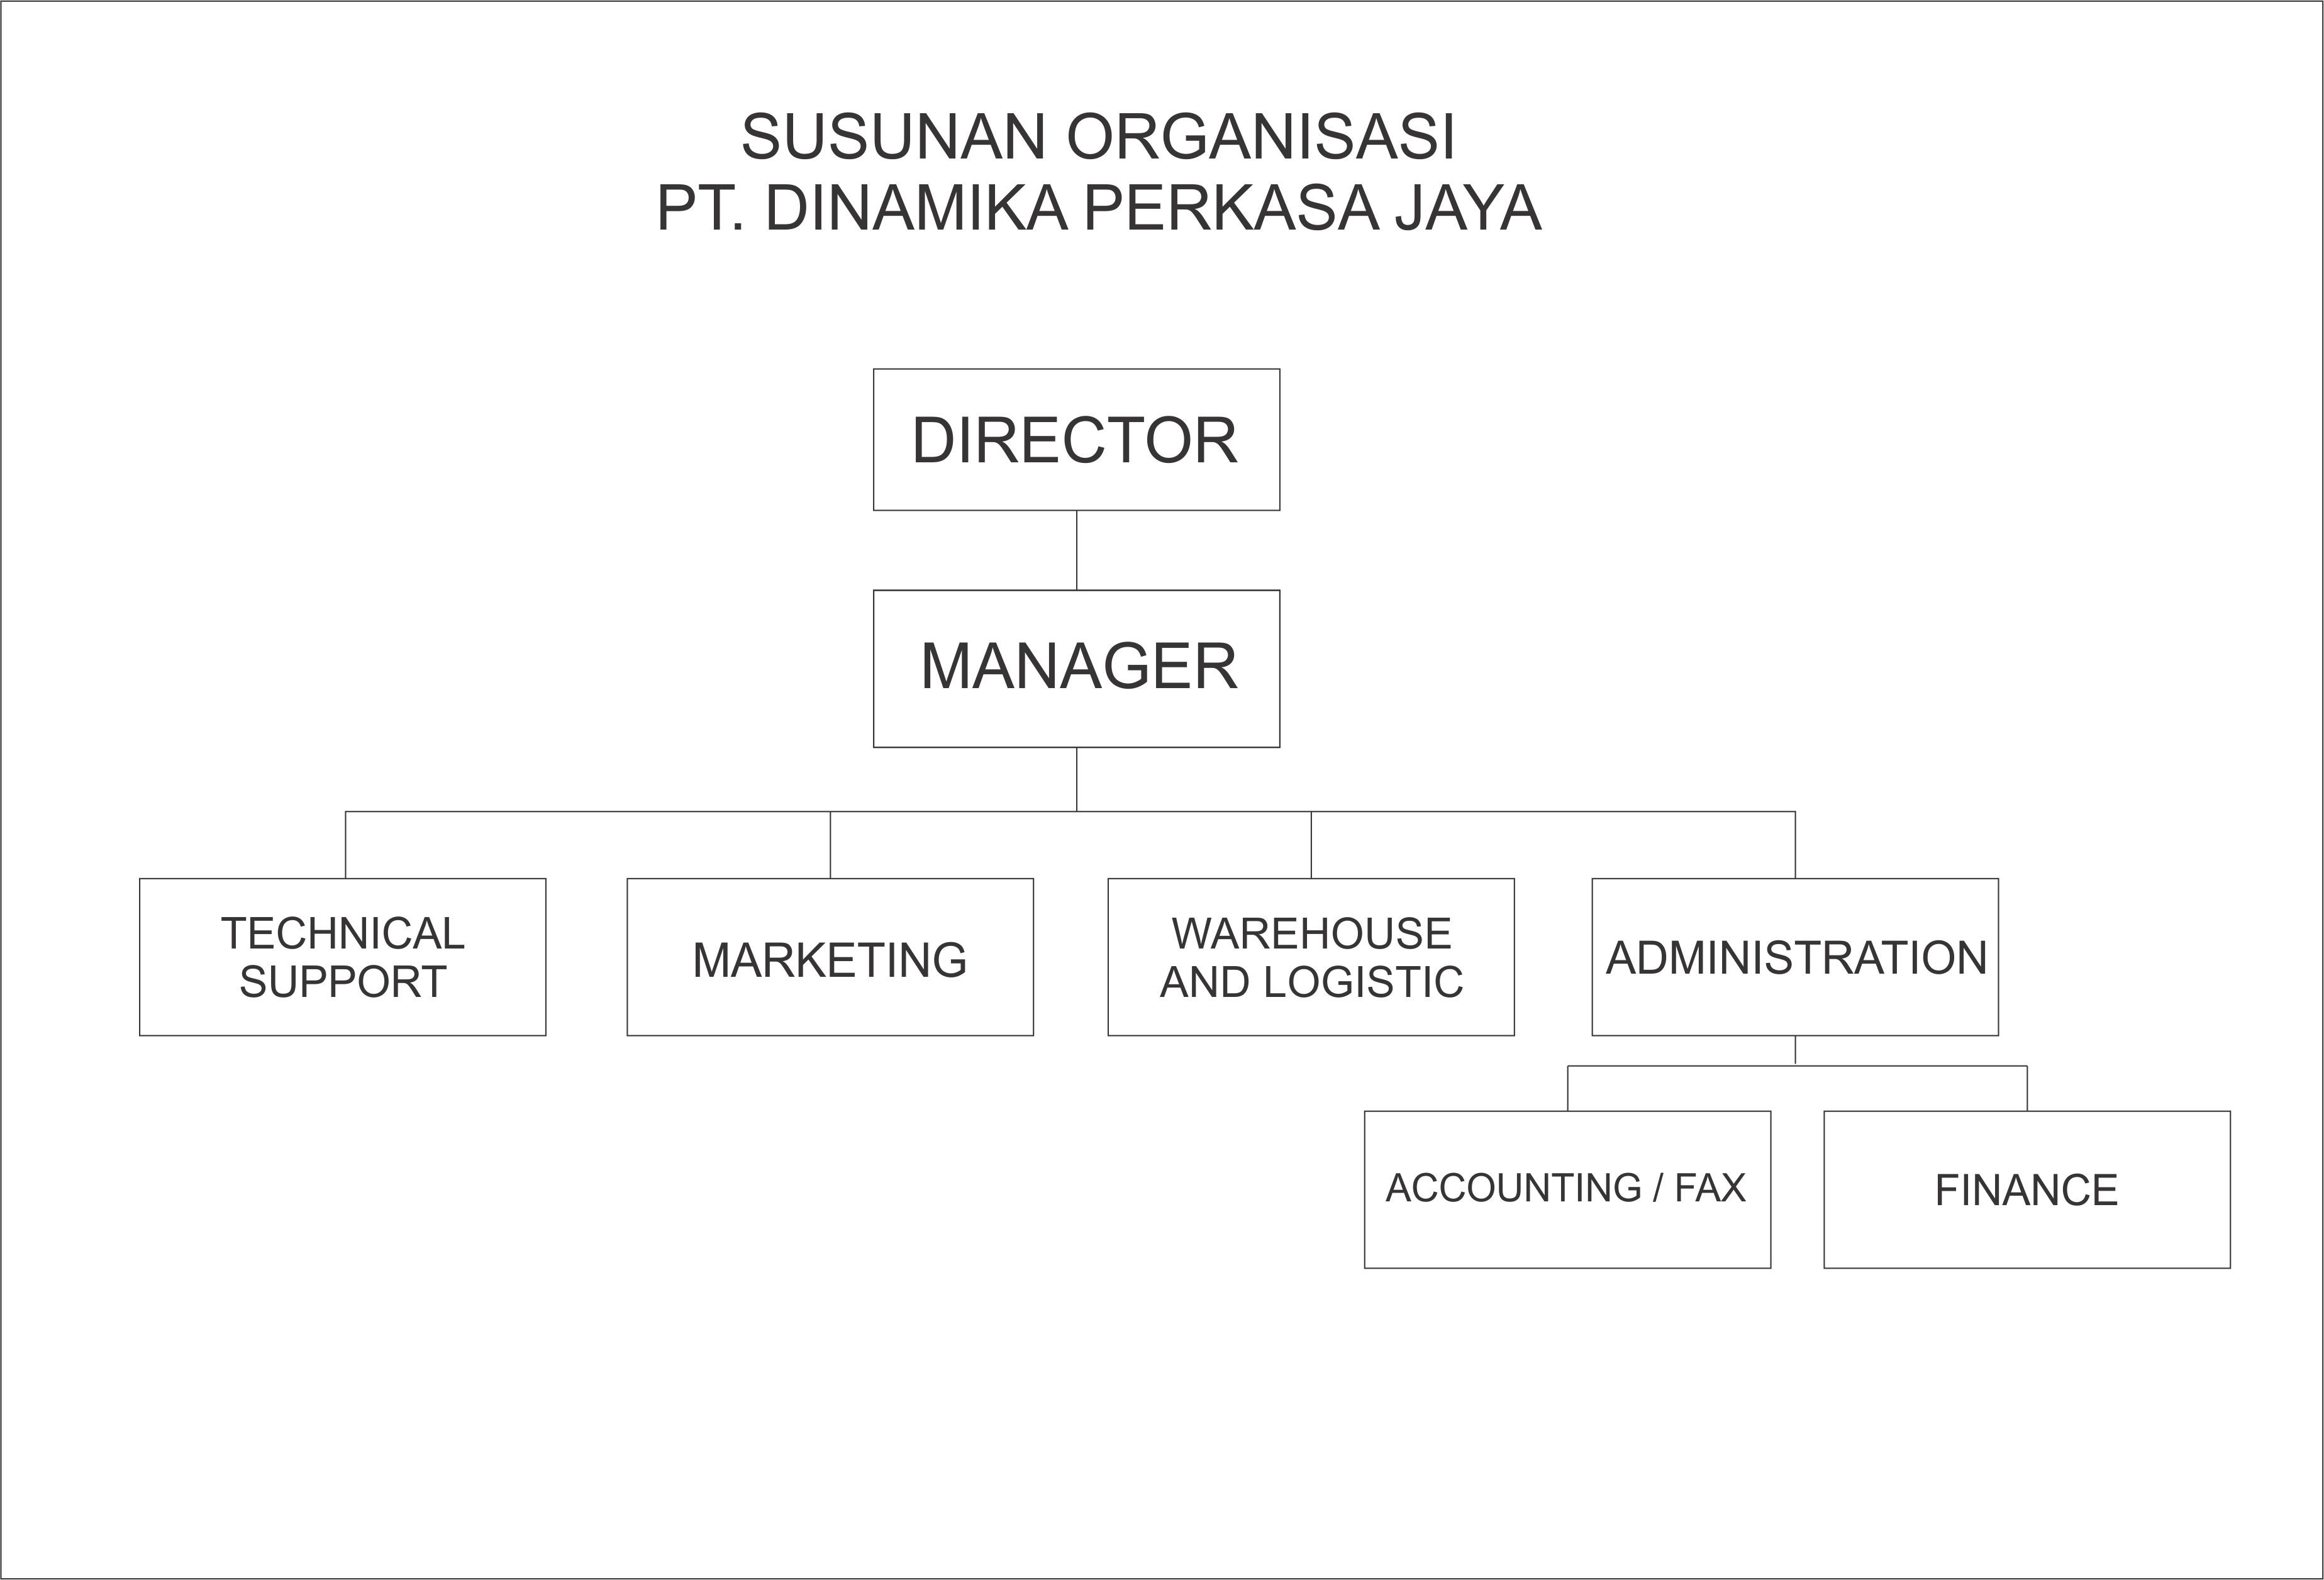 SUSUNAN ORGANISASI
PT. DINAMIKA PERKASA JAYA
DIRECTOR
MANAGER
TECHNICAL
SUPPORT
MARKETING
WAREHOUSE
AND LOGISTIC
ADMINISTRATION
ACCOUNTING / FAX
FINANCE